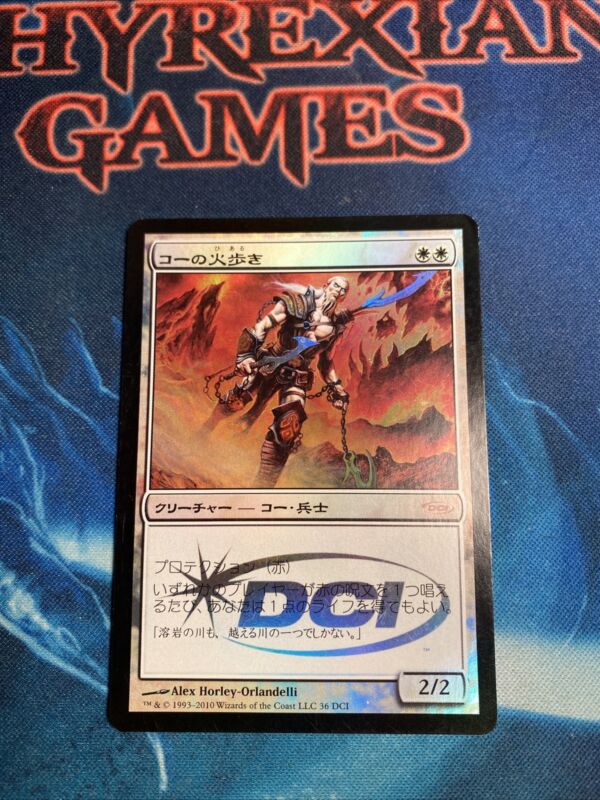 HYREXIAN
GAMES
ひある
コーの火歩き
クリーチャー — コー・兵士
DCI
プロテクション(赤)
いずれかのプレイヤーが赤の呪文を1つ唱え
るたび、あなたは1点のライフを得てもよい。
「溶岩の川も、越える川の一つでしかない。」
DCI
TM
Alex Horley-Orlandelli
2/2
™ & © 1993–2010 Wizards of the Coast LLC 36 DCI